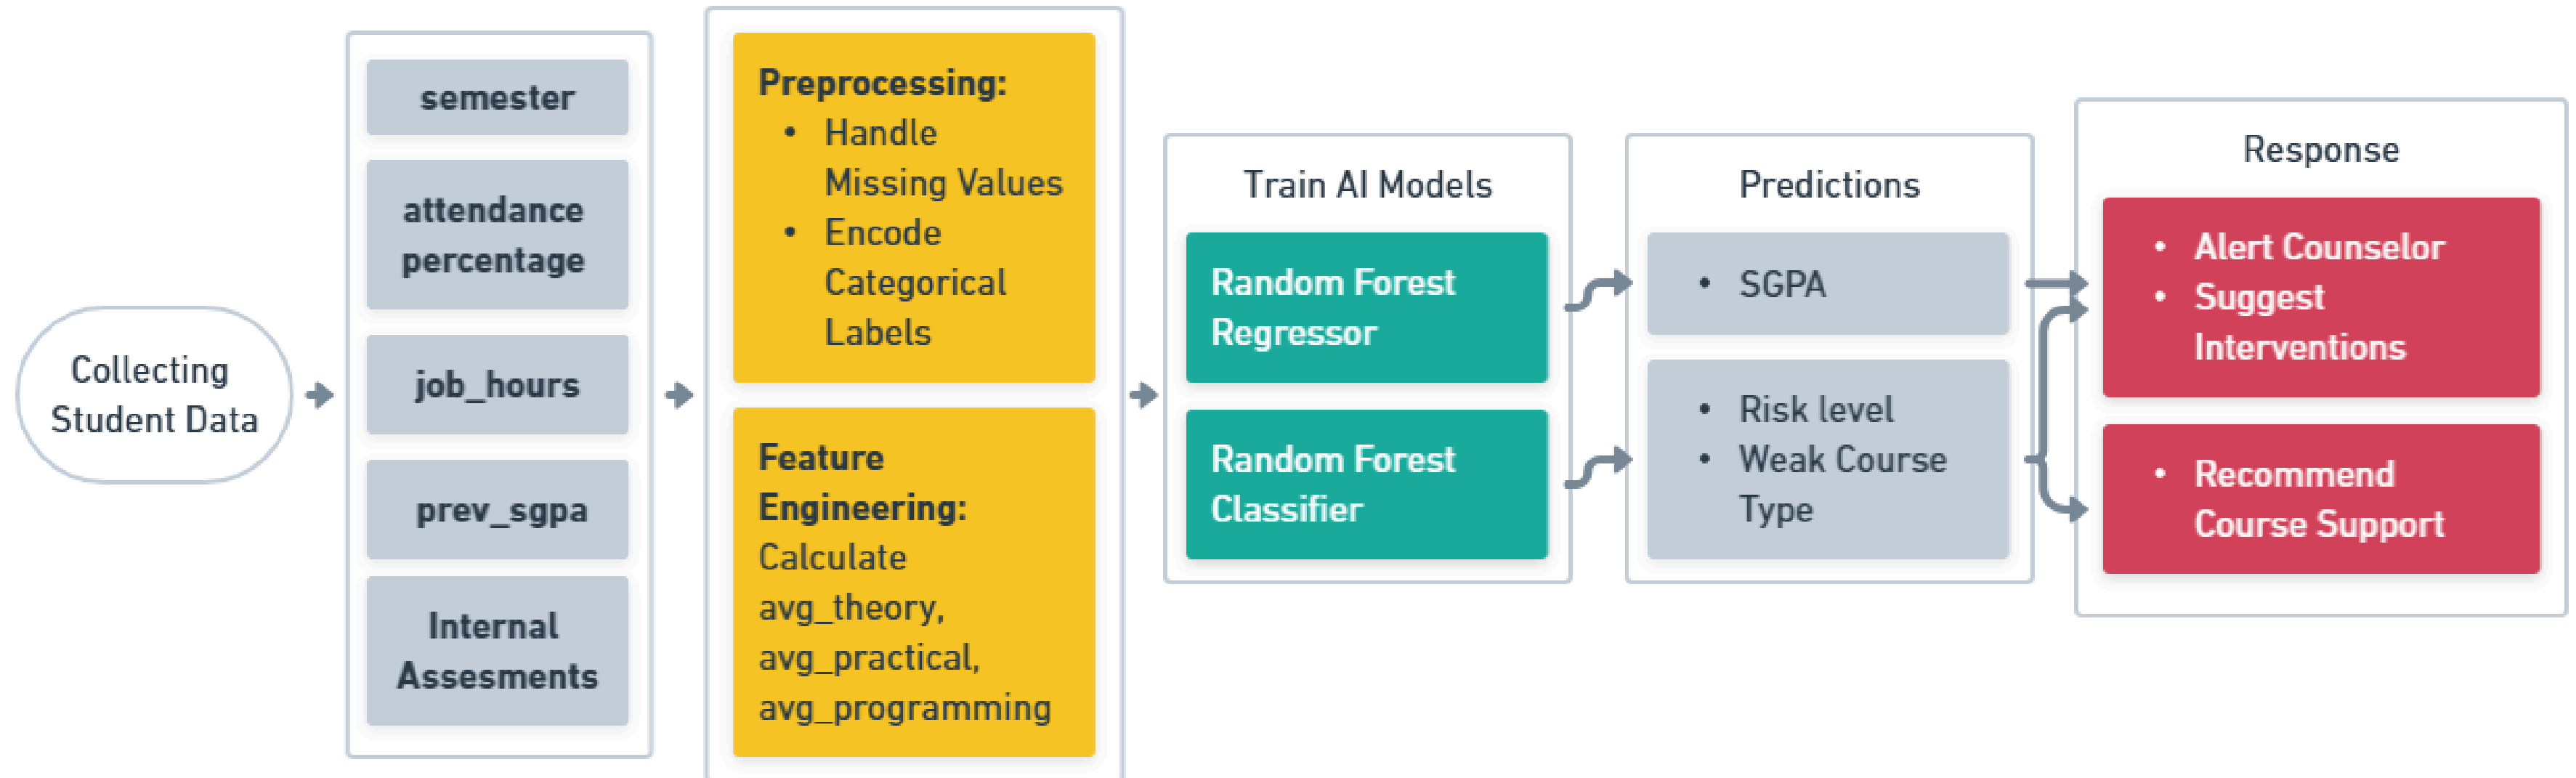 Collecting
Student Data
semester
attendance
percentage
job_hours
prev_sgpa
Internal
Assesments
Preprocessing:
• Handle
Missing Values
• Encode
Categorical
Labels
Feature
Engineering:
Calculate
avg_theory,
avg_practical,
avg_programming
Train AI Models
Random Forest
Regressor
Random Forest
Classifier
Predictions
• SGPA
• Risk level
• Weak Course
Type
Response
• Alert Counselor
• Suggest
Interventions
• Recommend
Course Support